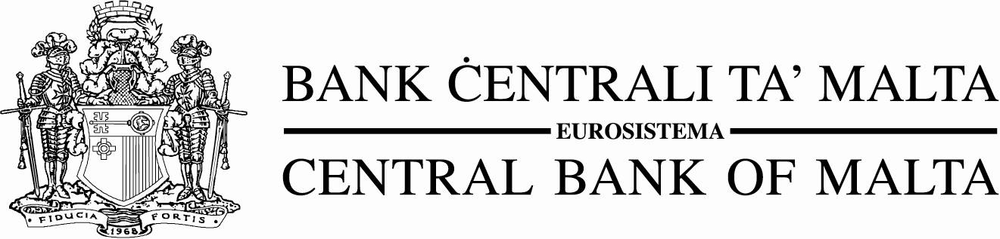 BANK ĊENTRALI TA' MALTA
EUROSISTEMA
CENTRAL BANK OF MALTA
· FIDUCIA FORTIS ·
1968